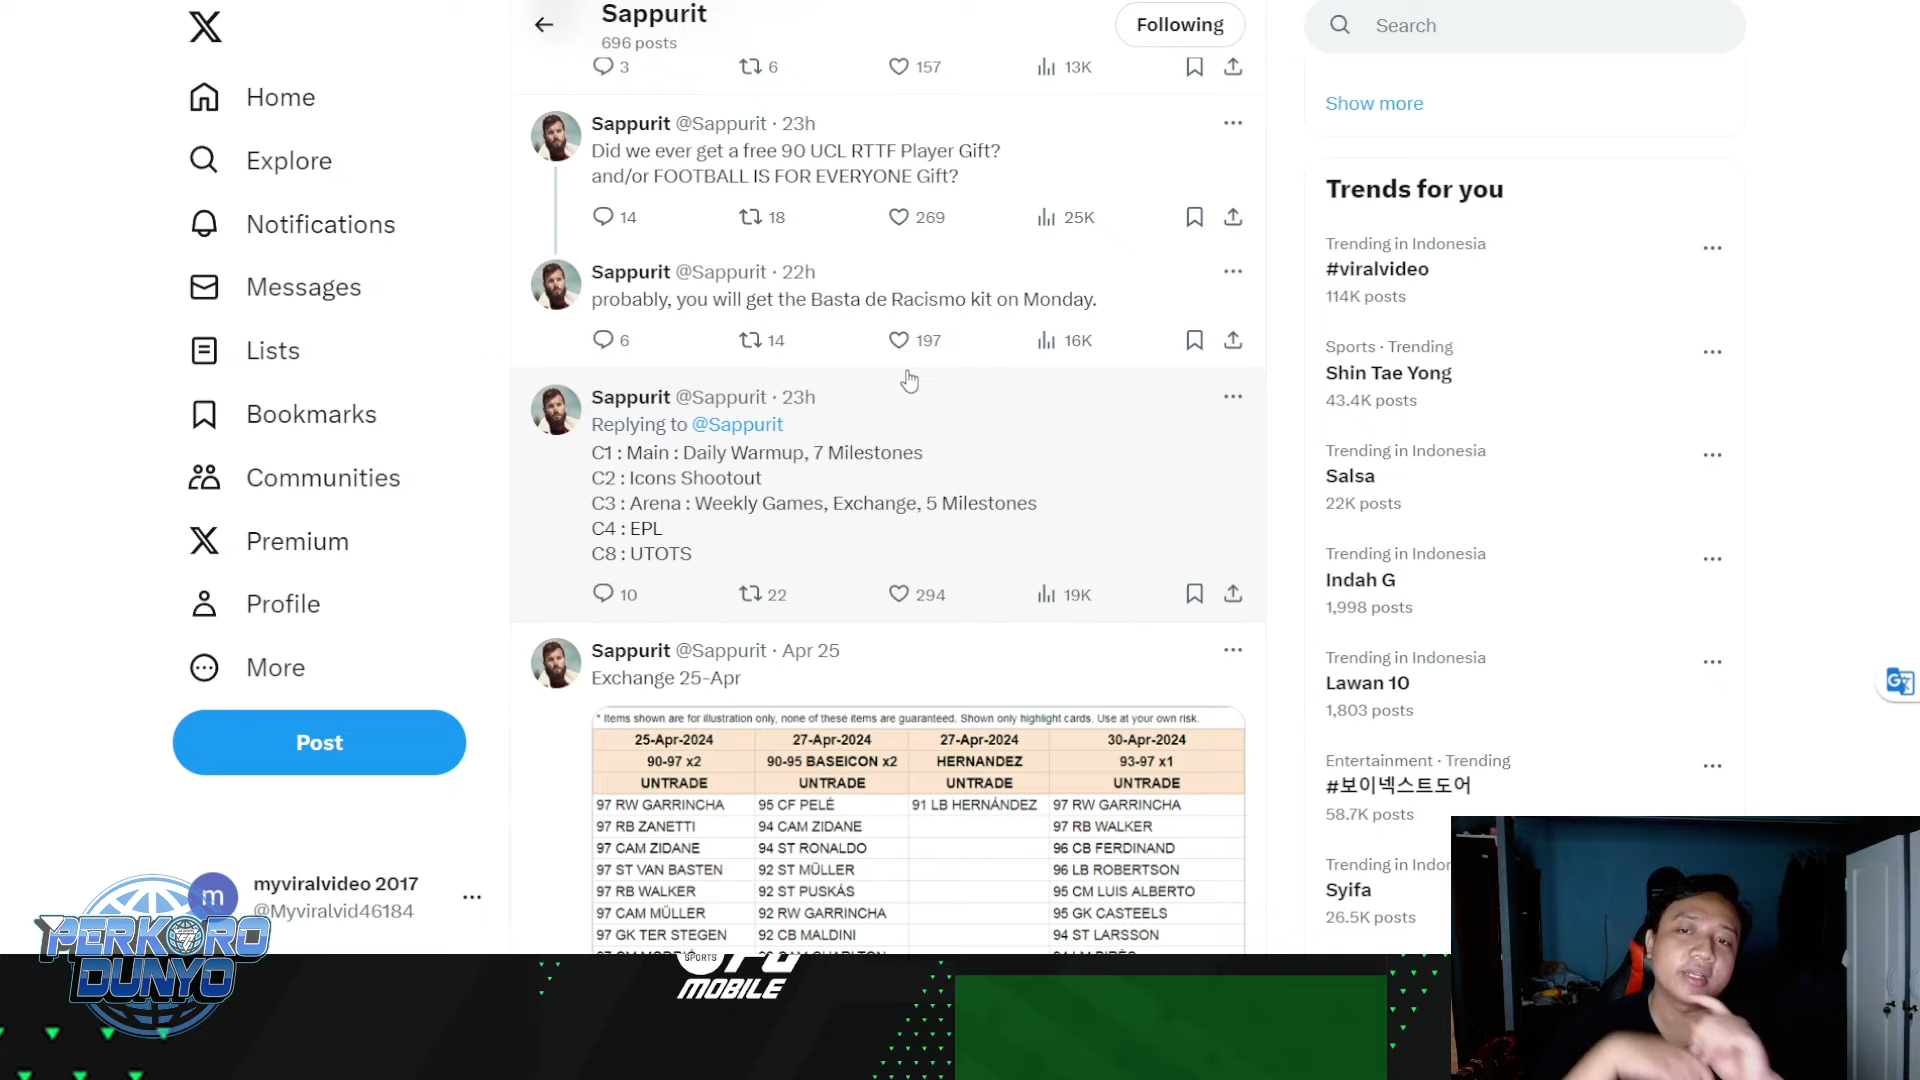 Home
Explore
Notifications
Messages
Lists
Bookmarks
Communities
Premium
Profile
More
Post
myviralvideo 2017
@Myviralvid46184
m
PERKORO
DUNYO
Sappurit
696 posts
Following
3 6 157 13K
Sappurit @Sappurit · 23h
Did we ever get a free 90 UCL RTTF Player Gift?
and/or FOOTBALL IS FOR EVERYONE Gift?
14 18 269 25K
Sappurit @Sappurit · 22h
probably, you will get the Basta de Racismo kit on Monday.
6 14 197 16K
Sappurit @Sappurit · 23h
Replying to @Sappurit
C1 : Main : Daily Warmup, 7 Milestones
C2 : Icons Shootout
C3 : Arena : Weekly Games, Exchange, 5 Milestones
C4 : EPL
C8 : UTOTS
10 22 294 19K
Sappurit @Sappurit · Apr 25
Exchange 25-Apr
* Items shown are for illustration only, none of these items are guaranteed. Shown only highlight cards. Use at your own risk.
25-Apr-2024 27-Apr-2024 27-Apr-2024 30-Apr-2024
90-97 x2 90-95 BASEICON x2 HERNANDEZ 93-97 x1
UNTRADE UNTRADE UNTRADE UNTRADE
97 RW GARRINCHA 95 CF PELÉ 91 LB HERNÁNDEZ 97 RW GARRINCHA
97 RB ZANETTI 94 CAM ZIDANE 97 RB WALKER
97 CAM ZIDANE 94 ST RONALDO 96 CB FERDINAND
97 ST VAN BASTEN 92 ST MÜLLER 96 LB ROBERTSON
97 RB WALKER 92 ST PUSKÁS 95 CM LUIS ALBERTO
97 CAM MÜLLER 92 RW GARRINCHA 95 GK CASTEELS
97 GK TER STEGEN 92 CB MALDINI 94 ST LARSSON
SPORTS
MOBILE
Search
Show more
Trends for you
Trending in Indonesia
#viralvideo
114K posts
Sports · Trending
Shin Tae Yong
43.4K posts
Trending in Indonesia
Salsa
22K posts
Trending in Indonesia
Indah G
1,998 posts
Trending in Indonesia
Lawan 10
1,803 posts
Entertainment · Trending
#보이넥스트도어
58.7K posts
Trending in Indon
Syifa
26.5K posts